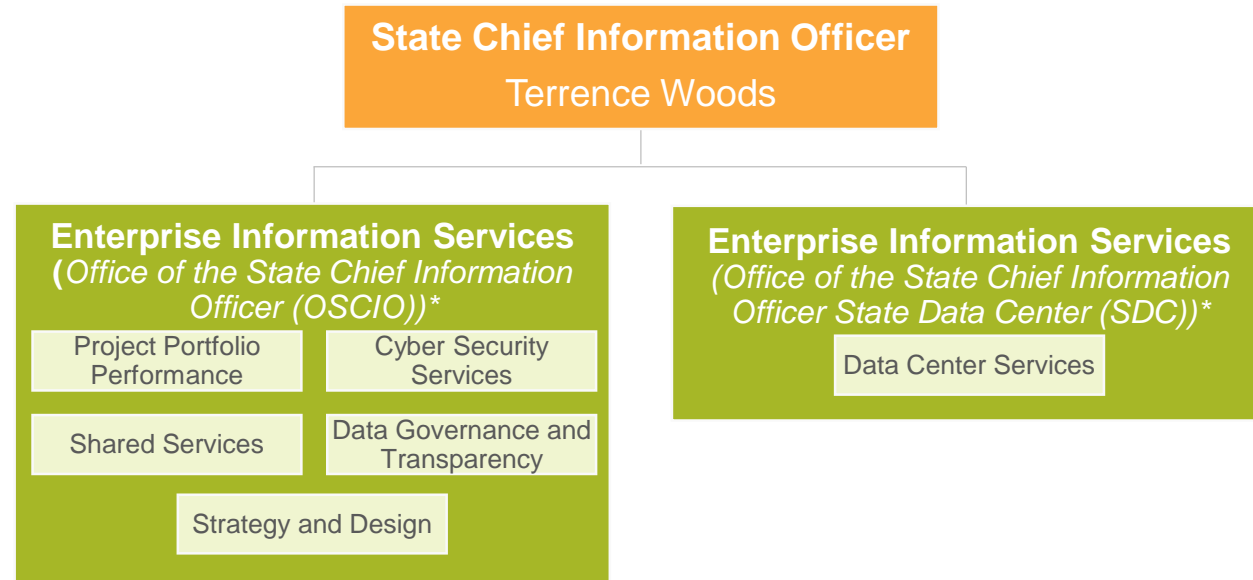 State Chief Information Officer
Terrence Woods
Enterprise Information Services
(Office of the State Chief Information
Officer (OSCIO))*
Project Portfolio
Performance
Cyber Security
Services
Shared Services
Data Governance and
Transparency
Strategy and Design
Enterprise Information Services
(Office of the State Chief Information
Officer State Data Center (SDC))*
Data Center Services